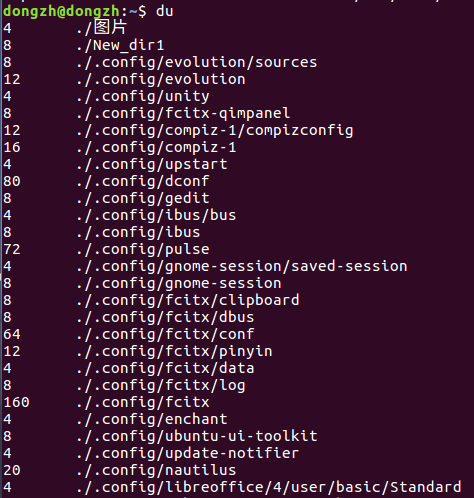 dongzh@dongzh:~$ du
4 ./图片
8 ./New_dir1
8 ./.config/evolution/sources
12 ./.config/evolution
4 ./.config/unity
8 ./.config/fcitx-qimpanel
12 ./.config/compiz-1/compizconfig
16 ./.config/compiz-1
4 ./.config/upstart
80 ./.config/dconf
8 ./.config/gedit
4 ./.config/ibus/bus
8 ./.config/ibus
72 ./.config/pulse
4 ./.config/gnome-session/saved-session
8 ./.config/gnome-session
8 ./.config/fcitx/clipboard
8 ./.config/fcitx/dbus
64 ./.config/fcitx/conf
12 ./.config/fcitx/pinyin
4 ./.config/fcitx/data
8 ./.config/fcitx/log
160 ./.config/fcitx
4 ./.config/enchant
8 ./.config/ubuntu-ui-toolkit
4 ./.config/update-notifier
20 ./.config/nautilus
4 ./.config/libreoffice/4/user/basic/Standard